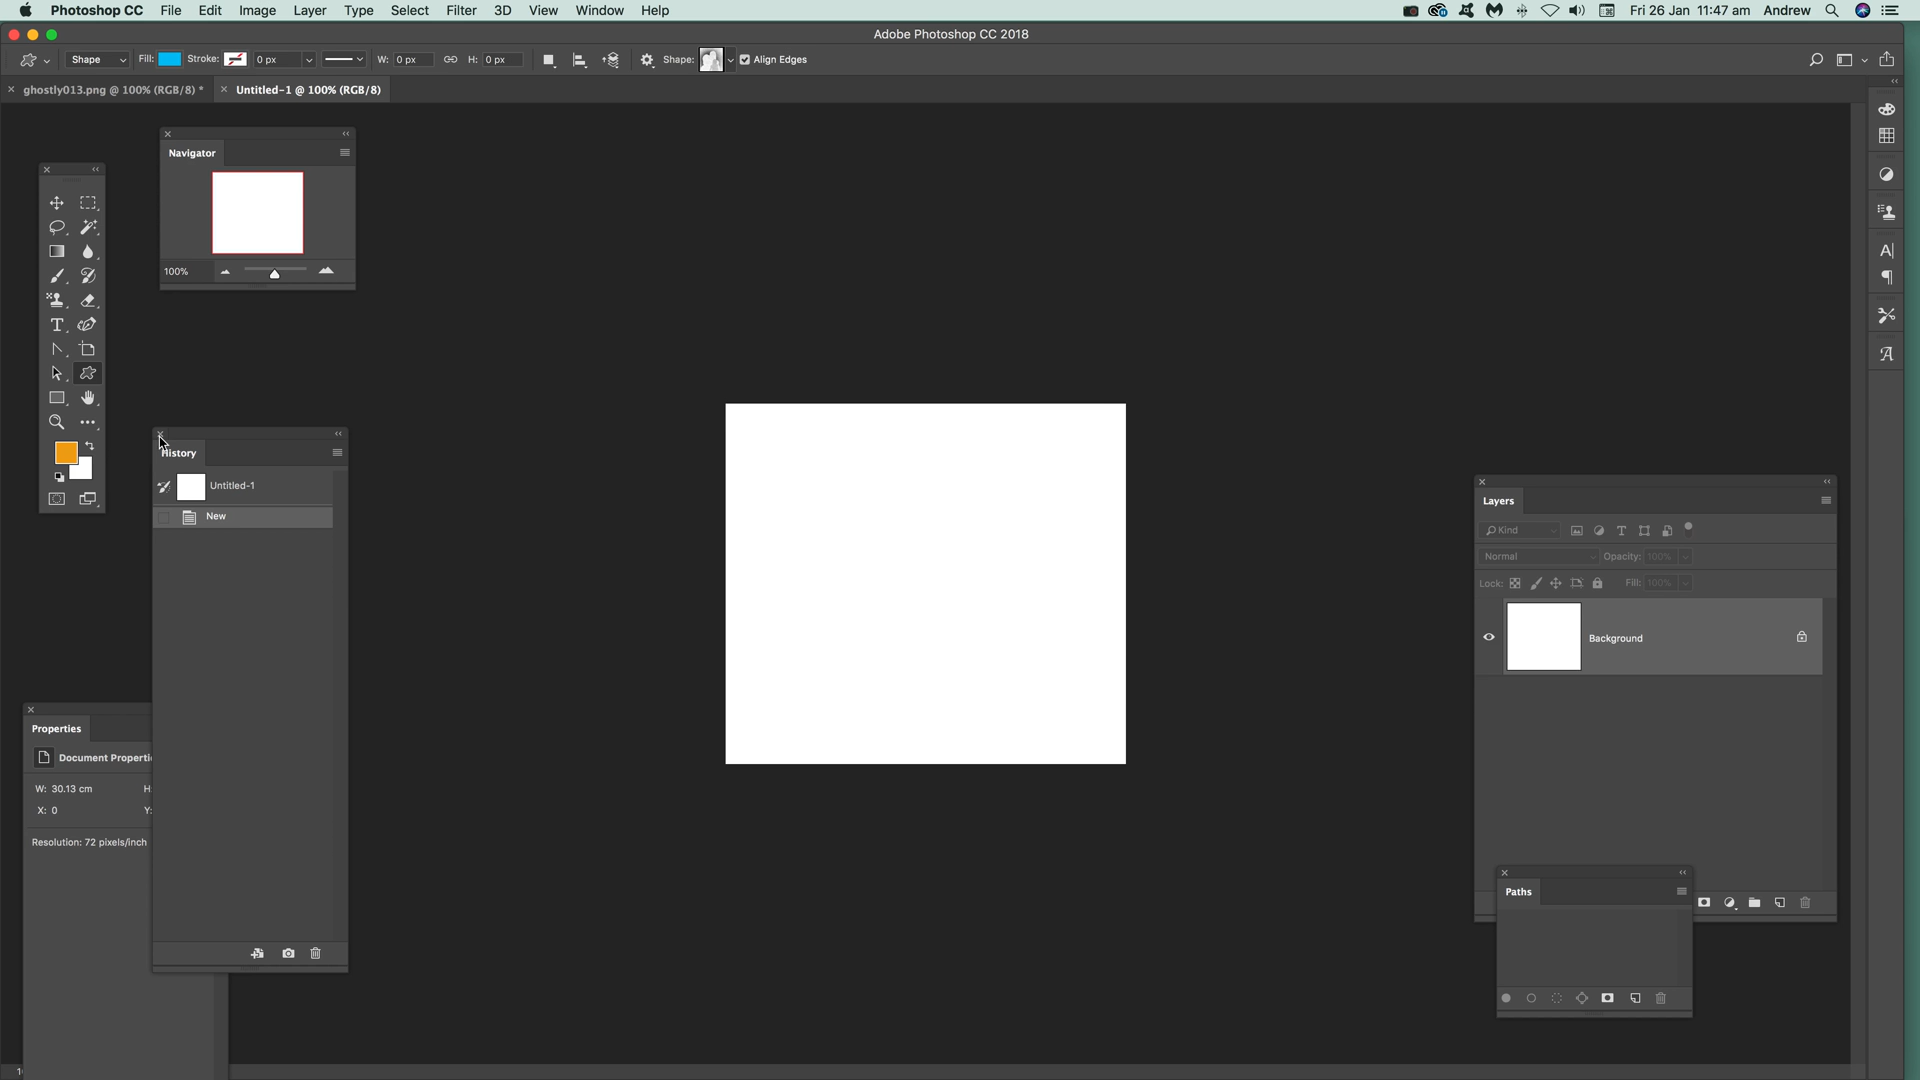 Photoshop CC File Edit Image Layer Type Select Filter 3D View Window Help Fri 26 Jan 11:47 am Andrew
Adobe Photoshop CC 2018
Shape Fill: Stroke: 0 px W: 0 px H: 0 px Shape: Align Edges
ghostly013.png @ 100% (RGB/8) * Untitled-1 @ 100% (RGB/8)
Navigator
100%
History
Untitled-1
New
Properties
Document Properti
W: 30.13 cm H:
X: 0 Y:
Resolution: 72 pixels/inch
Layers
Kind
Normal Opacity: 100%
Lock: Fill: 100%
Background
Paths